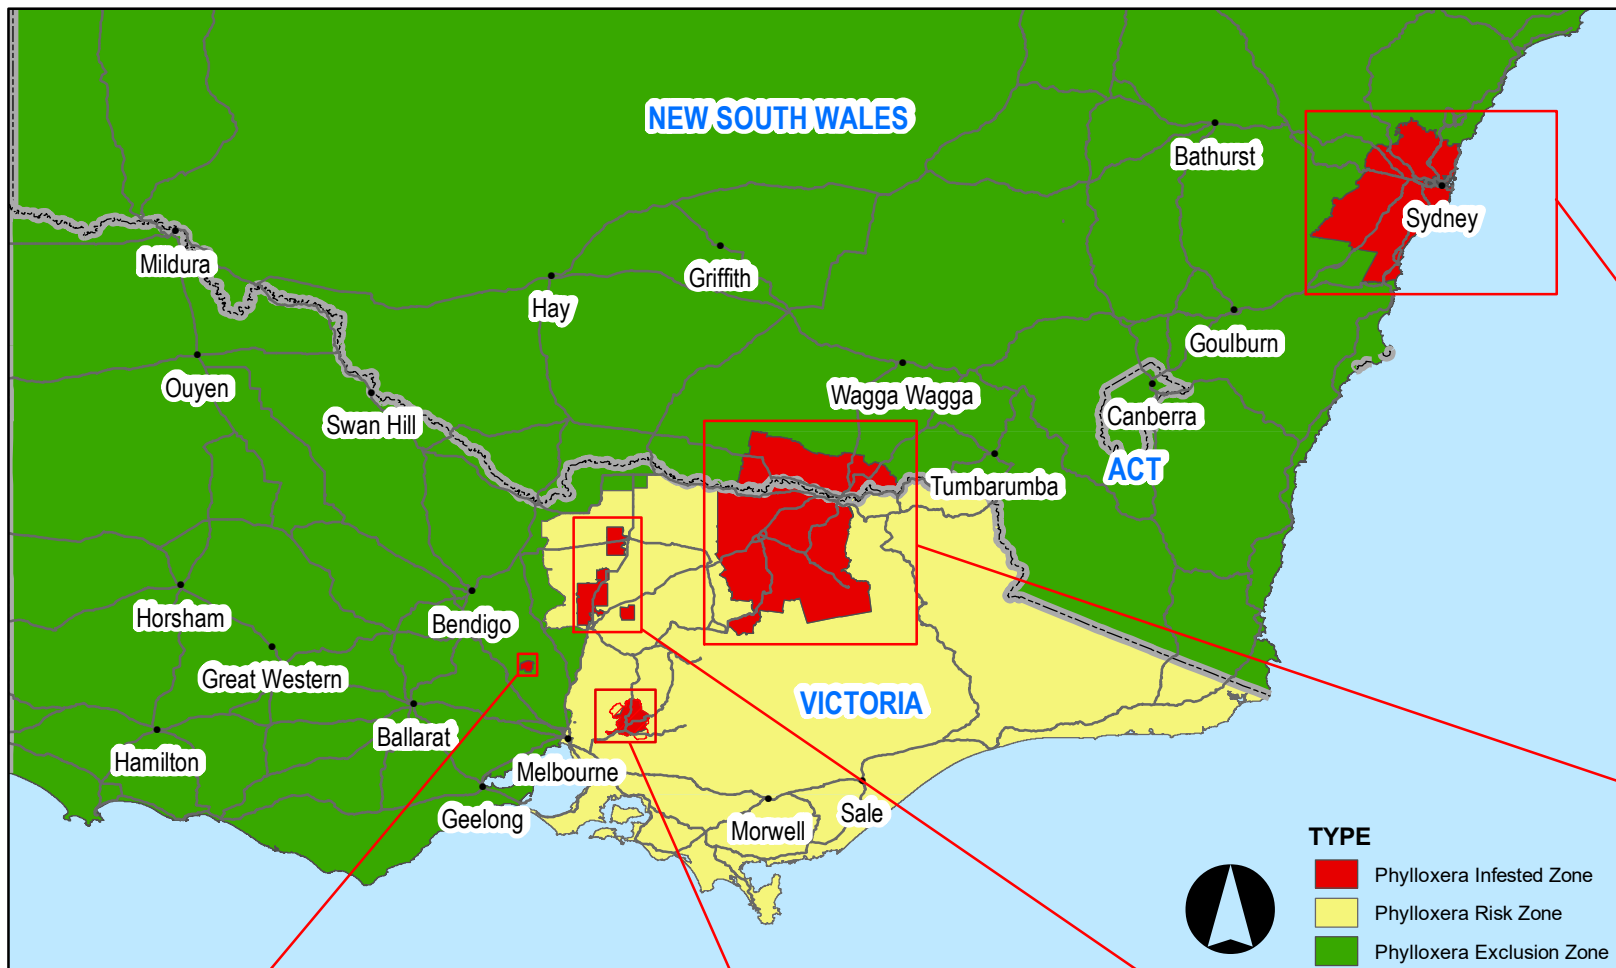 NEW SOUTH WALES
Bathurst
Sydney
Mildura
Griffith
Hay
Goulburn
Ouyen
Wagga Wagga
Canberra
Swan Hill
ACT
Tumbarumba
Horsham
Bendigo
Great Western
VICTORIA
Ballarat
Hamilton
Melbourne
Geelong
Morwell
Sale
TYPE
Phylloxera Infested Zone
Phylloxera Risk Zone
Phylloxera Exclusion Zone